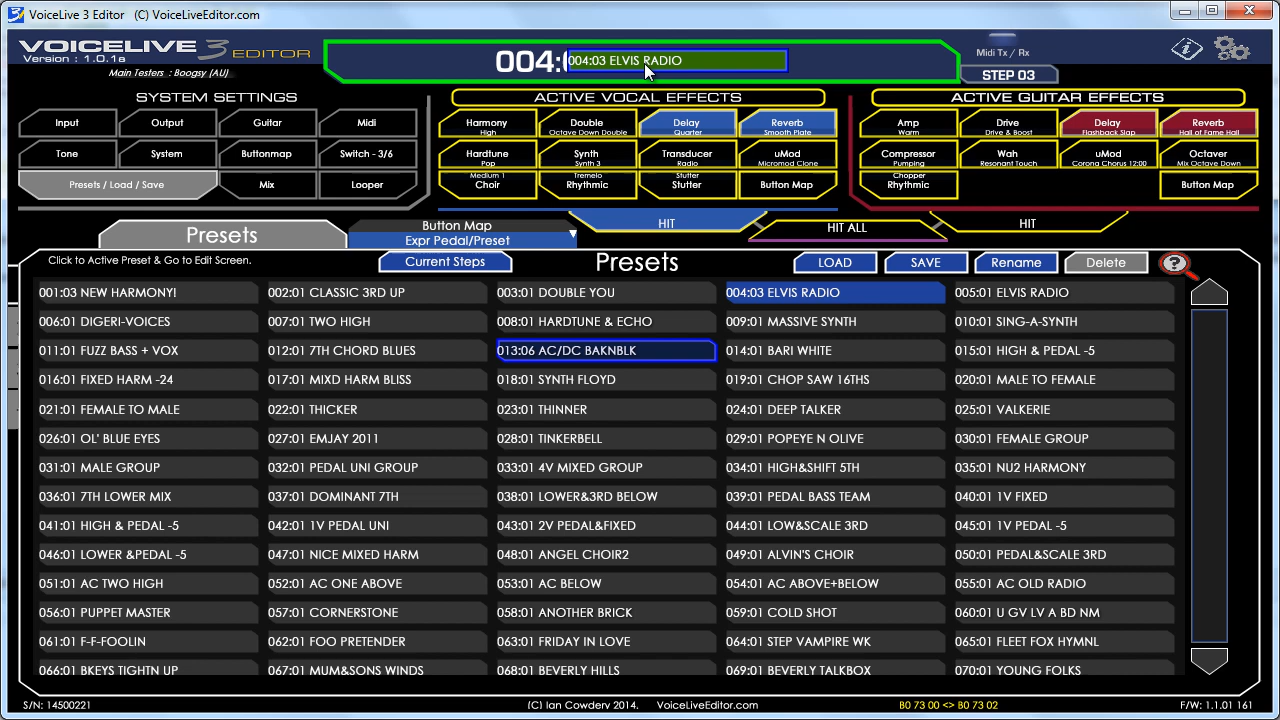 VoiceLive 3 Editor (C) VoiceLiveEditor.com
VOICELIVE 3 EDITOR
Version : 1.0.1a
Main Testers : Boogsy (AU)
004:
004:03 ELVIS RADIO
Midi Tx / Rx
STEP 03
SYSTEM SETTINGS
Input Output Guitar Midi
Tone System Buttonmap Switch - 3/6
Presets / Load / Save Mix Looper
ACTIVE VOCAL EFFECTS
Harmony Double Delay Reverb
High Octave Down Double Quarter Smooth Plate
Hardtune Synth Transducer uMod
Pop Synth 3 Radio Micromod Clone
Medium 1 Tremelo Stutter
Choir Rhythmic Stutter Button Map
ACTIVE GUITAR EFFECTS
Amp Drive Delay Reverb
Warm Drive & Boost Flashback Slap Hall of Fame Hall
Compressor Wah uMod Octaver
Pumping Resonant Touch Corona Chorus 12:00 Mix Octave Down
Chopper
Rhythmic Button Map
HIT HIT ALL HIT
Presets
Button Map
Expr Pedal/Preset
Click to Active Preset & Go to Edit Screen.
Current Steps
Presets
LOAD SAVE Rename Delete ?
001:03 NEW HARMONY! 002:01 CLASSIC 3RD UP 003:01 DOUBLE YOU 004:03 ELVIS RADIO 005:01 ELVIS RADIO
006:01 DIGERI-VOICES 007:01 TWO HIGH 008:01 HARDTUNE & ECHO 009:01 MASSIVE SYNTH 010:01 SING-A-SYNTH
011:01 FUZZ BASS + VOX 012:01 7TH CHORD BLUES 013:06 AC/DC BAKNBLK 014:01 BARI WHITE 015:01 HIGH & PEDAL -5
016:01 FIXED HARM -24 017:01 MIXD HARM BLISS 018:01 SYNTH FLOYD 019:01 CHOP SAW 16THS 020:01 MALE TO FEMALE
021:01 FEMALE TO MALE 022:01 THICKER 023:01 THINNER 024:01 DEEP TALKER 025:01 VALKERIE
026:01 OL' BLUE EYES 027:01 EMJAY 2011 028:01 TINKERBELL 029:01 POPEYE N OLIVE 030:01 FEMALE GROUP
031:01 MALE GROUP 032:01 PEDAL UNI GROUP 033:01 4V MIXED GROUP 034:01 HIGH&SHIFT 5TH 035:01 NU2 HARMONY
036:01 7TH LOWER MIX 037:01 DOMINANT 7TH 038:01 LOWER&3RD BELOW 039:01 PEDAL BASS TEAM 040:01 1V FIXED
041:01 HIGH & PEDAL -5 042:01 1V PEDAL UNI 043:01 2V PEDAL&FIXED 044:01 LOW&SCALE 3RD 045:01 1V PEDAL -5
046:01 LOWER &PEDAL -5 047:01 NICE MIXED HARM 048:01 ANGEL CHOIR2 049:01 ALVIN'S CHOIR 050:01 PEDAL&SCALE 3RD
051:01 AC TWO HIGH 052:01 AC ONE ABOVE 053:01 AC BELOW 054:01 AC ABOVE+BELOW 055:01 AC OLD RADIO
056:01 PUPPET MASTER 057:01 CORNERSTONE 058:01 ANOTHER BRICK 059:01 COLD SHOT 060:01 U GV LV A BD NM
061:01 F-F-FOOLIN 062:01 FOO PRETENDER 063:01 FRIDAY IN LOVE 064:01 STEP VAMPIRE WK 065:01 FLEET FOX HYMNL
066:01 BKEYS TIGHTN UP 067:01 MUM&SONS WINDS 068:01 BEVERLY HILLS 069:01 BEVERLY TALKBOX 070:01 YOUNG FOLKS
S/N: 14500221 (C) Ian Cowdery 2014. VoiceLiveEditor.com B0 73 00 <> B0 73 02 F/W: 1.1.01 161